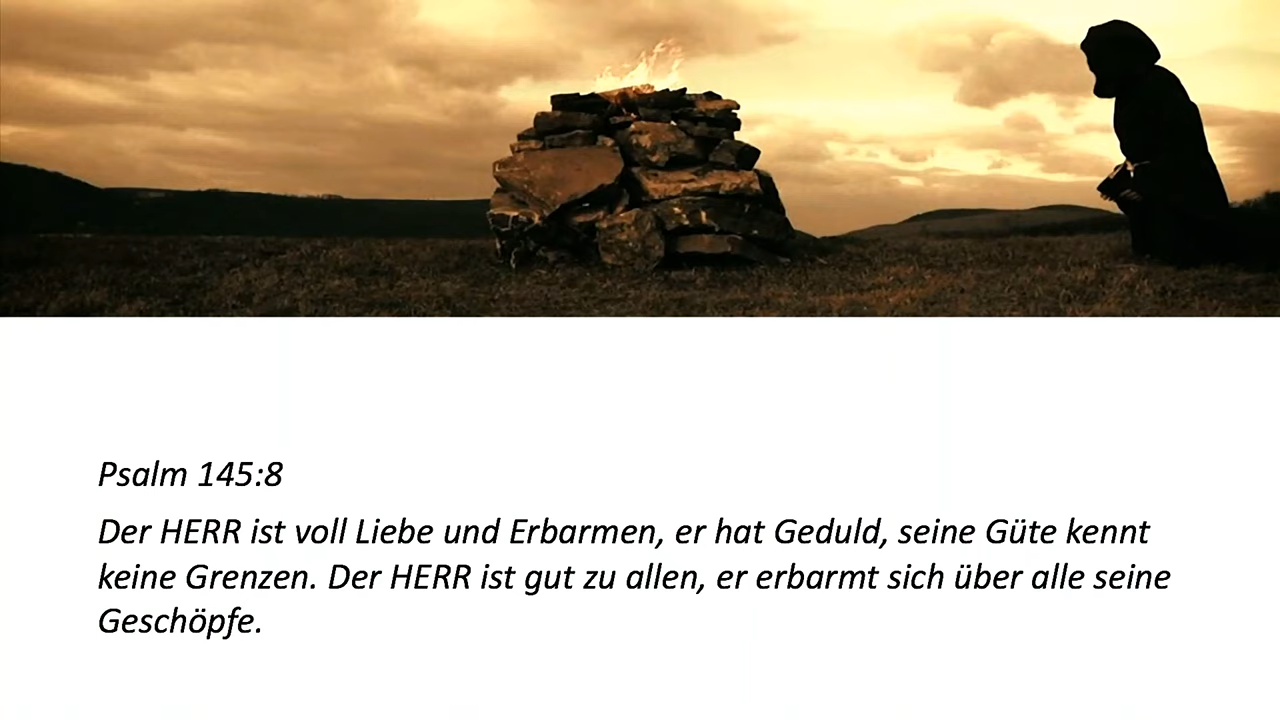 Psalm 145:8
Der HERR ist voll Liebe und Erbarmen, er hat Geduld, seine Güte kennt
keine Grenzen. Der HERR ist gut zu allen, er erbarmt sich über alle seine
Geschöpfe.